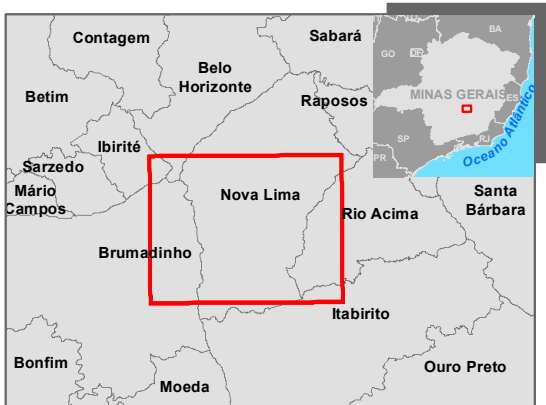 Contagem
Sabará
Belo
Horizonte
Betim
Raposos
Ibirité
Sarzedo
Mário
Campos
Nova Lima
Rio Acima
Santa
Bárbara
Brumadinho
Itabirito
Bonfim
Moeda
Ouro Preto
BA
GO
DF
MINAS GERAIS
ES
SP
RJ
PR
Oceano Atlântico